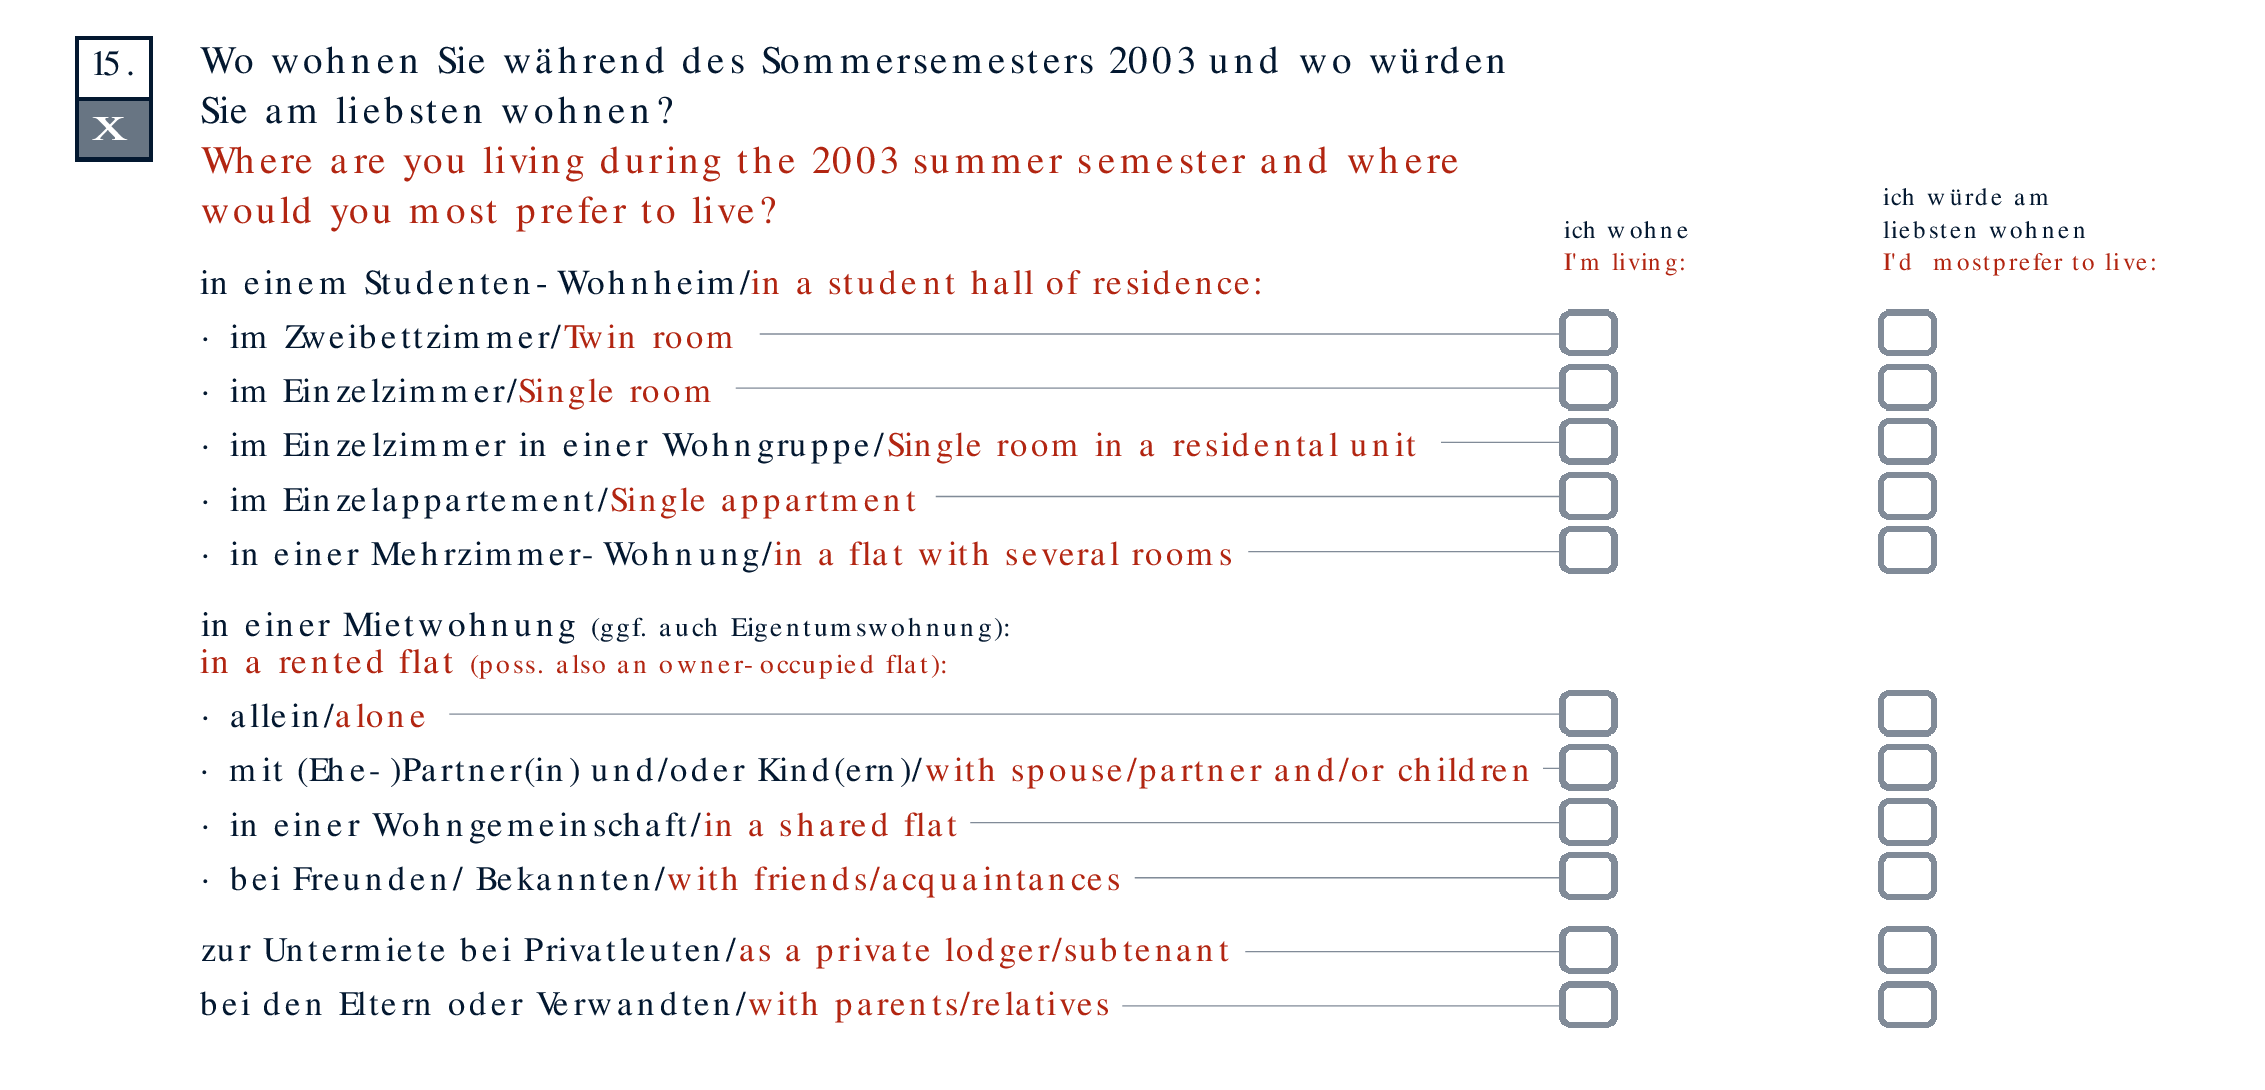 15. Wo wohnen Sie während des Sommersemesters 2003 und wo würden
X Sie am liebsten wohnen?
Where are you living during the 2003 summer semester and where
would you most prefer to live?
ich wohne
I'm living:
ich würde am
liebsten wohnen
I'd mostprefer to live:
in einem Studenten-Wohnheim/in a student hall of residence:
· im Zweibettzimmer/Twin room
· im Einzelzimmer/Single room
· im Einzelzimmer in einer Wohngruppe/Single room in a residental unit
· im Einzelappartement/Single appartment
· in einer Mehrzimmer-Wohnung/in a flat with several rooms
in einer Mietwohnung (ggf. auch Eigentumswohnung):
in a rented flat (poss. also an owner-occupied flat):
· allein/alone
· mit (Ehe-)Partner(in) und/oder Kind(ern)/with spouse/partner and/or children
· in einer Wohngemeinschaft/in a shared flat
· bei Freunden/ Bekannten/with friends/acquaintances
zur Untermiete bei Privatleuten/as a private lodger/subtenant
bei den Eltern oder Verwandten/with parents/relatives